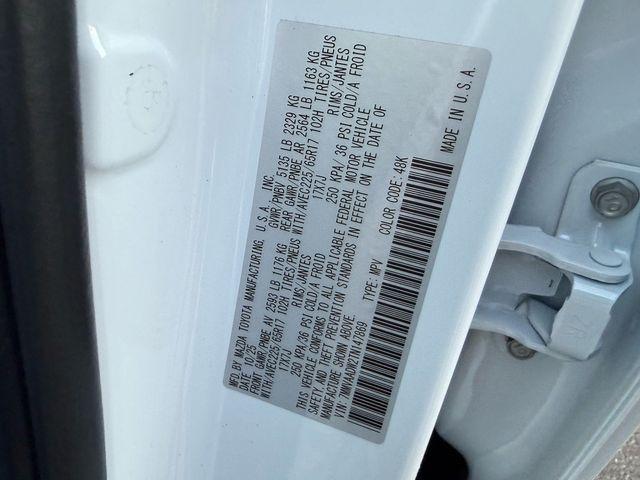 MFD. BY MAZDA TOYOTA MANUFACTURING, U.S.A., INC.
DATE: 10/25 GVWR/PNBV 5135 LB 2329 KG
FRONT GAWR/PNBE AV 2593 LB 1176 KG REAR GAWR/PNBE AR 2564 LB 1163 KG
WITH/AVEC225/65R17 102H TIRES/PNEUS WITH/AVEC225/65R17 102H TIRES/PNEUS
17X7J RIMS/JANTES 17X7J RIMS/JANTES
250 KPA/36 PSI COLD/A FROID 250 KPA/36 PSI COLD/A FROID
THIS VEHICLE CONFORMS TO ALL APPLICABLE FEDERAL MOTOR VEHICLE
SAFETY AND THEFT PREVENTION STANDARDS IN EFFECT ON THE DATE OF
MANUFACTURE SHOWN ABOVE.
VIN: TYPE: MPV COLOR CODE: 48K
MADE IN U.S.A.